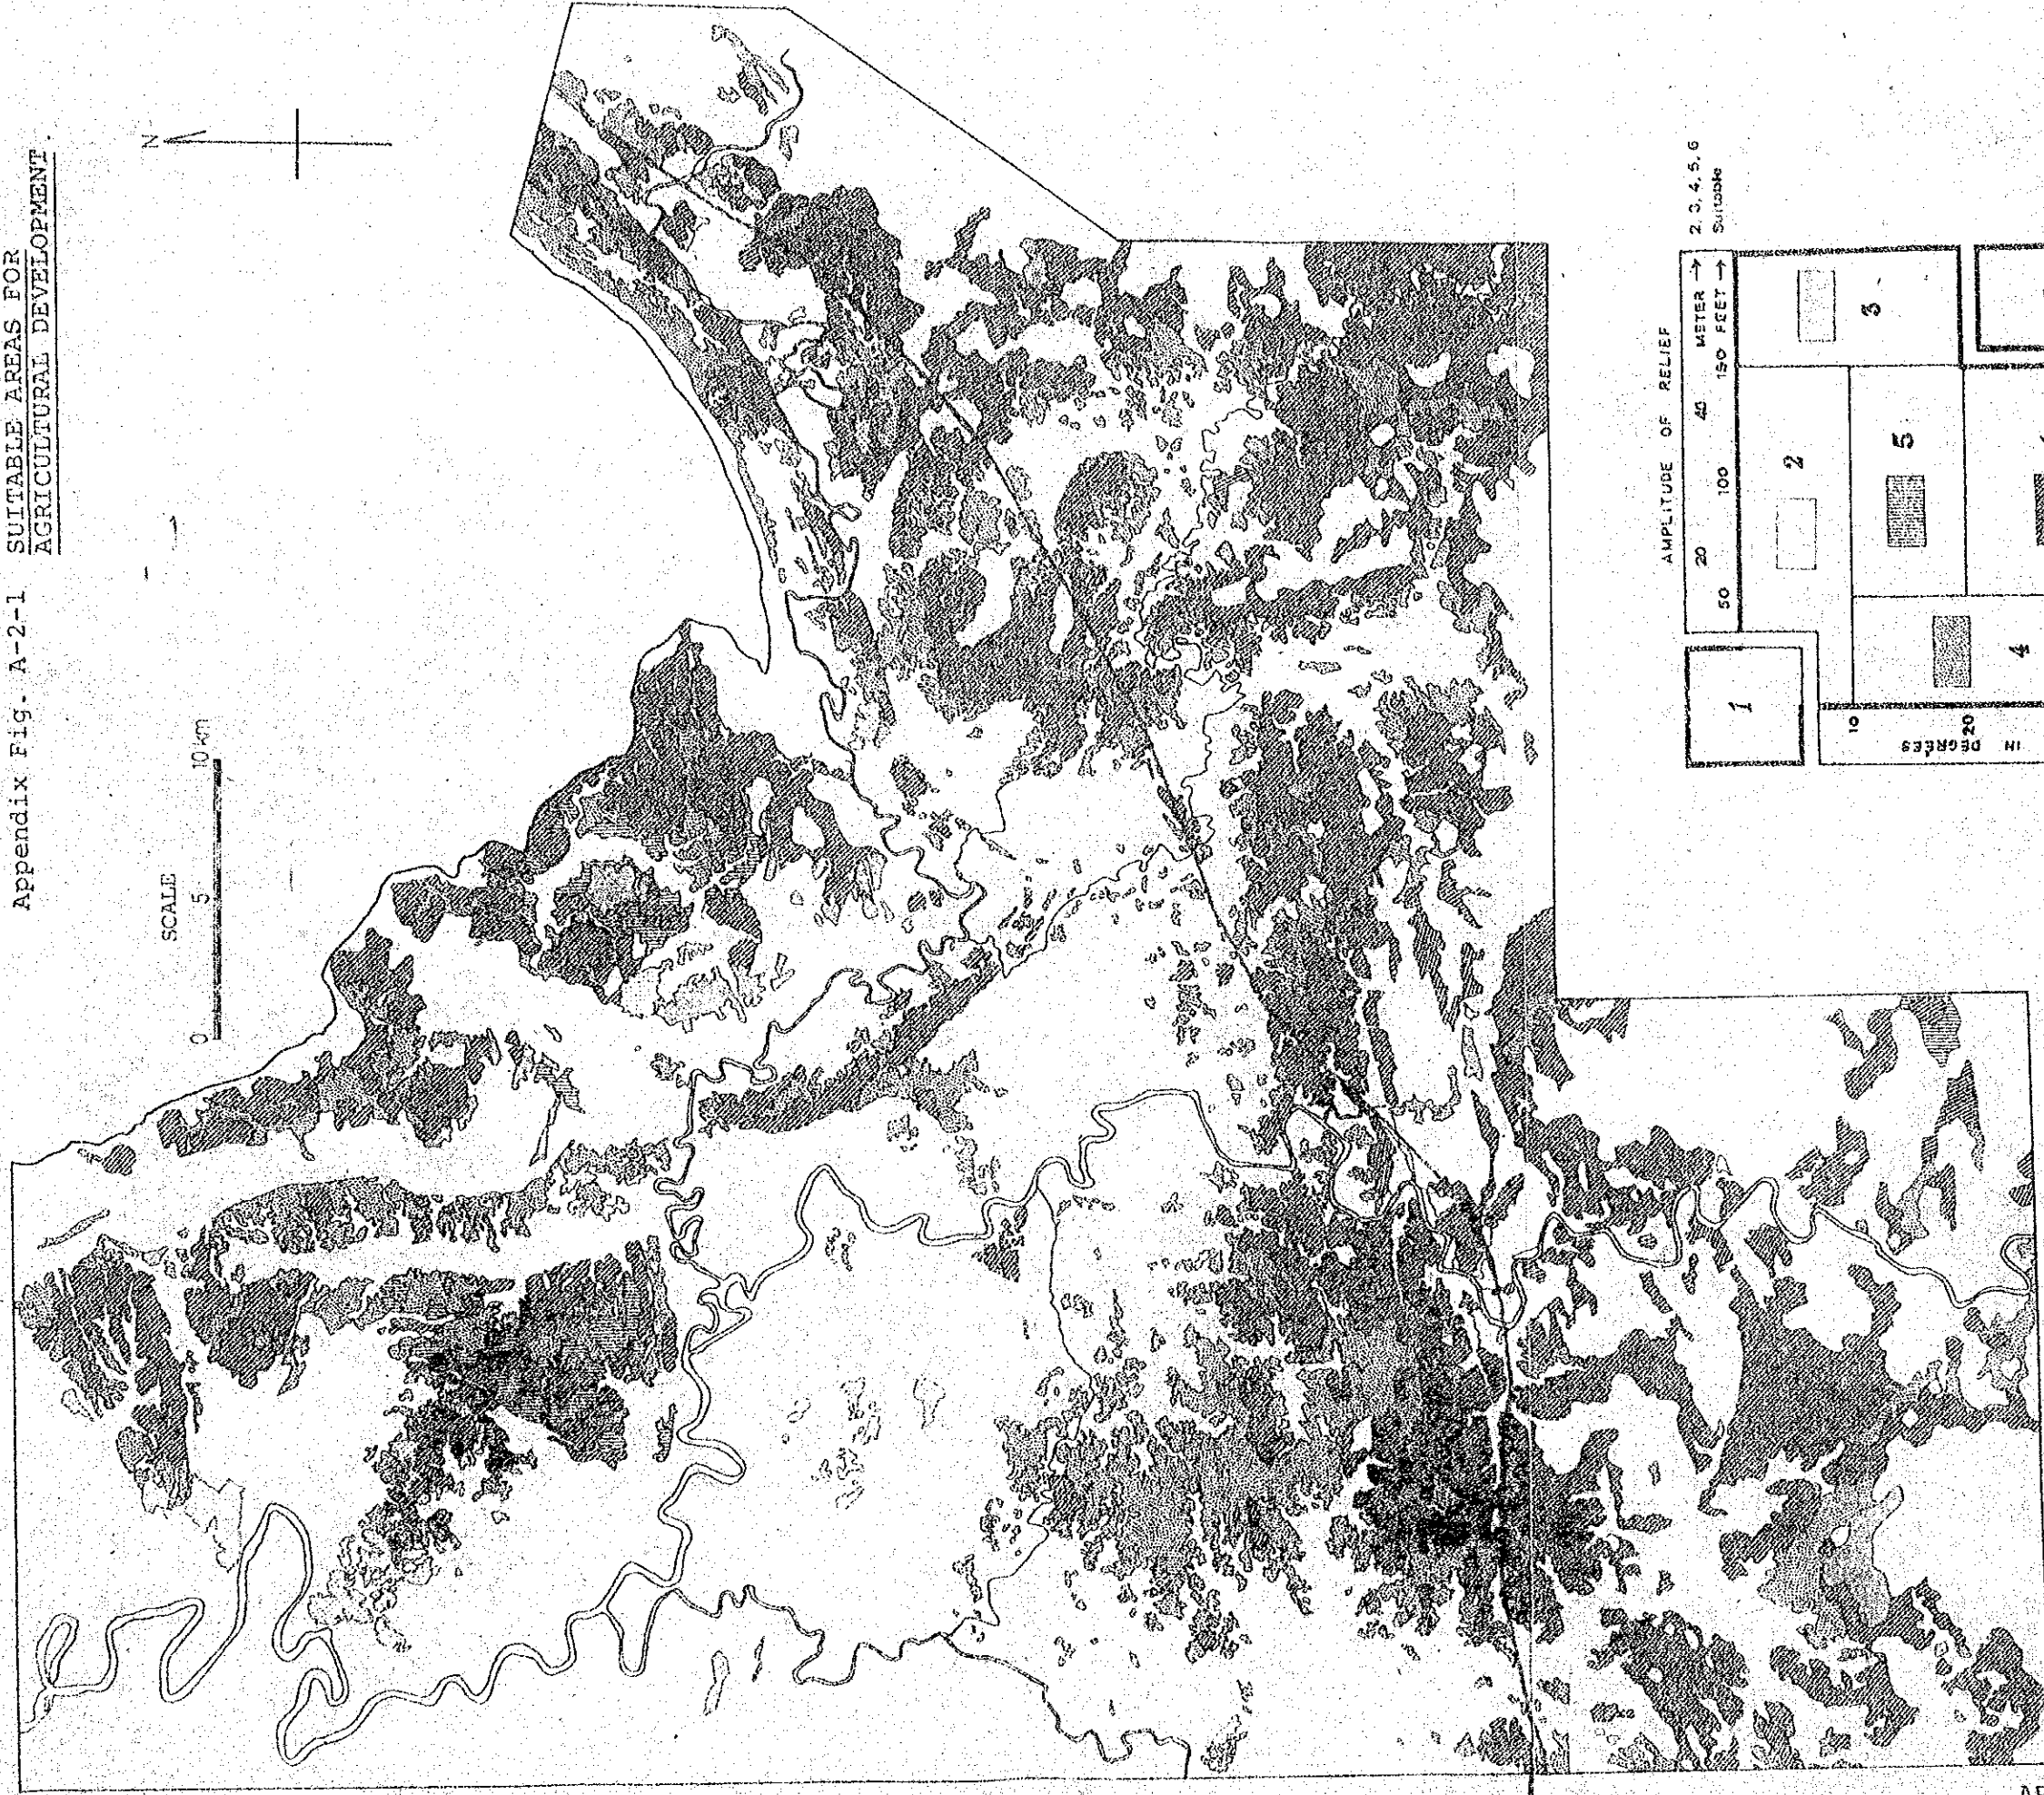 Appendix Fig. A-2-1 SUITABLE AREAS FOR
AGRICULTURAL DEVELOPMENT.
N
SCALE
0 5 10 km
AMPLITUDE OF RELIEF
50 20 100 40 150 METER →
FEET →
2, 3, 4, 5, 6
Suitable
1
2
3
10
20
IN DEGREES
4
5